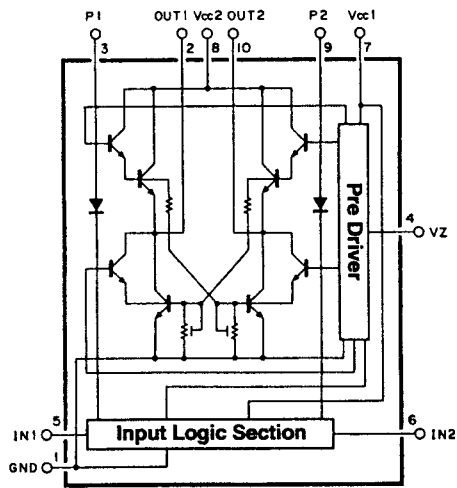 P1 OUT1 Vcc2 OUT2 P2 Vcc1
3 2 8 10 9 7
Pre Driver
4
VZ
5
IN1
Input Logic Section
6
IN2
1
GND